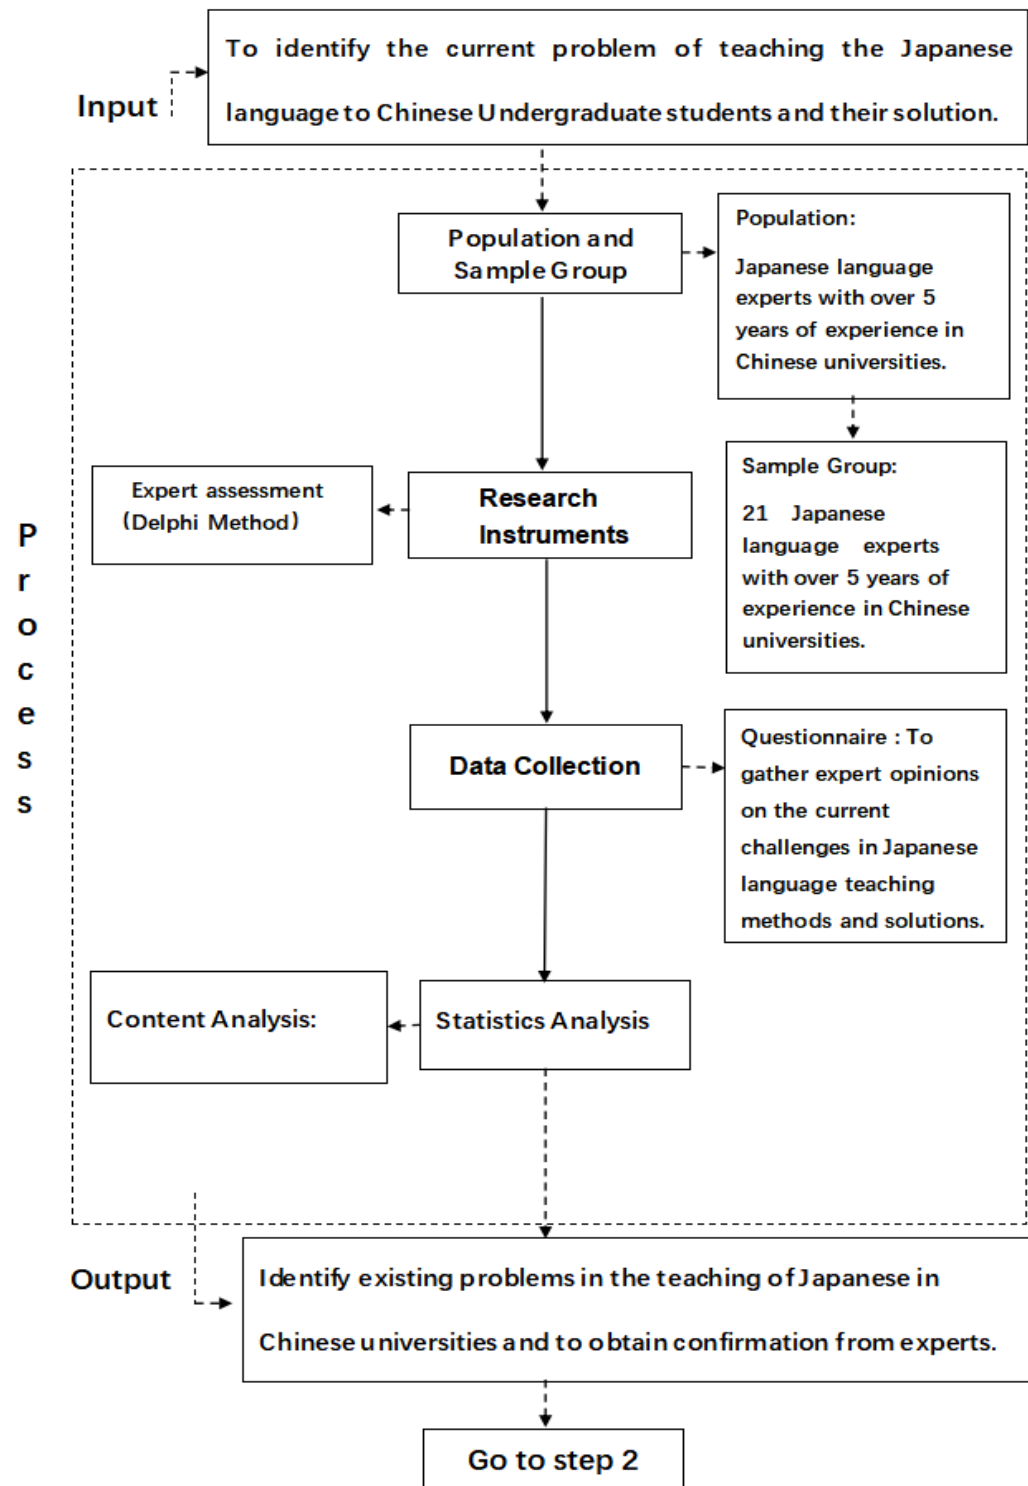 To identify the current problem of teaching the Japanese
language to Chinese Undergraduate students and their solution.
Input
Population and
Sample Group
Population:
Japanese language
experts with over 5
years of experience in
Chinese universities.
Sample Group:
21 Japanese
language experts
with over 5 years of
experience in Chinese
universities.
Research
Instruments
Expert assessment
(Delphi Method)
Process
Data Collection
Questionnaire : To
gather expert opinions
on the current
challenges in Japanese
language teaching
methods and solutions.
Statistics Analysis
Content Analysis:
Output
Identify existing problems in the teaching of Japanese in
Chinese universities and to obtain confirmation from experts.
Go to step 2